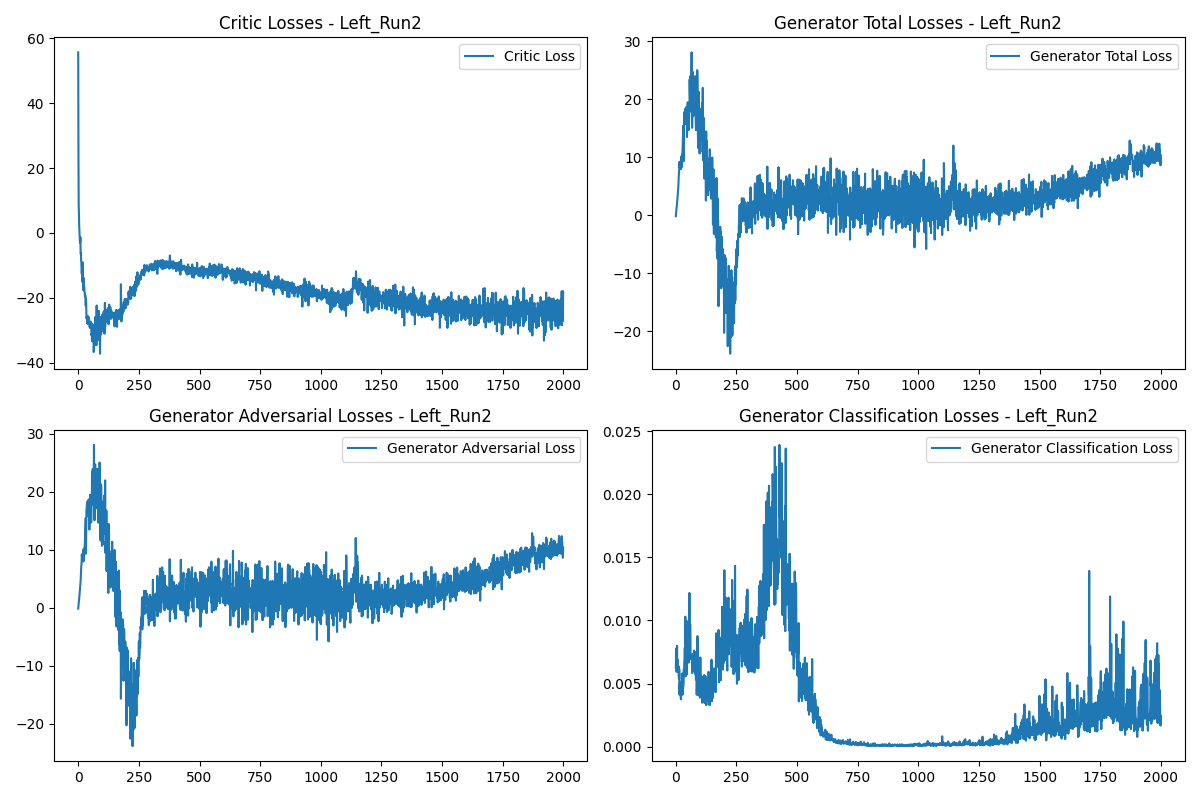 Critic Losses - Left_Run2
Critic Loss
60
40
20
0
−20
−40
0 250 500 750 1000 1250 1500 1750 2000
Generator Total Losses - Left_Run2
Generator Total Loss
30
20
10
0
−10
−20
0 250 500 750 1000 1250 1500 1750 2000
Generator Adversarial Losses - Left_Run2
Generator Adversarial Loss
30
20
10
0
−10
−20
0 250 500 750 1000 1250 1500 1750 2000
Generator Classification Losses - Left_Run2
Generator Classification Loss
0.025
0.020
0.015
0.010
0.005
0.000
0 250 500 750 1000 1250 1500 1750 2000